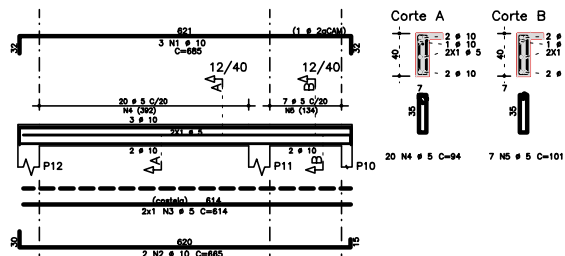 621 (1 ø 2aCAM)
3 N1 ø 10
C=685
32
32
12/40 12/40
A B
20 ø 5 C/20 7 ø 5 C/20
N4 (392) N5 (134)
3 ø 10
2X1 ø 5
2 ø 10 2 ø 10
P12 A P11 B P10
(costela) 614
2x1 N3 ø 5 C=614
30 620 15
2 N2 ø 10 C=665
Corte A Corte B
40 2 ø 10
1 ø 10
2X1 ø 5
2 ø 10
7
35
20 N4 ø 5 C=94
40 2 ø
1 ø
2X1
2 ø
7
35
7 N5 ø 5 C=101